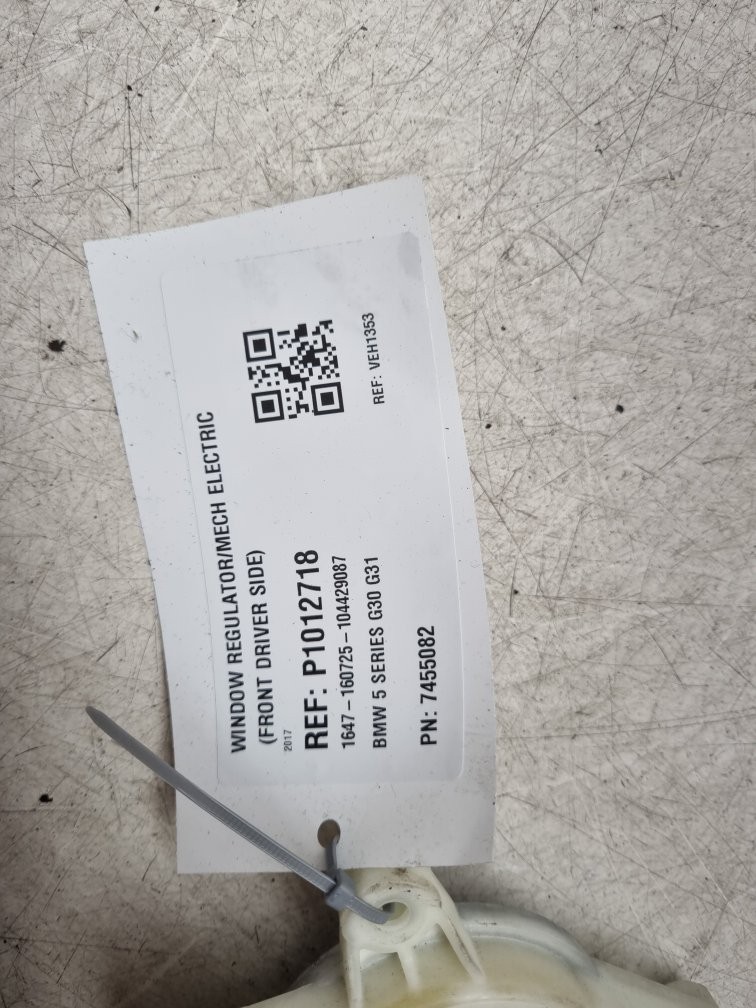 WINDOW REGULATOR/MECH ELECTRIC
(FRONT DRIVER SIDE)
2017
REF: P1012718
1647-160725-104429087
BMW 5 SERIES G30 G31
PN: 7455082
REF: VEH1353